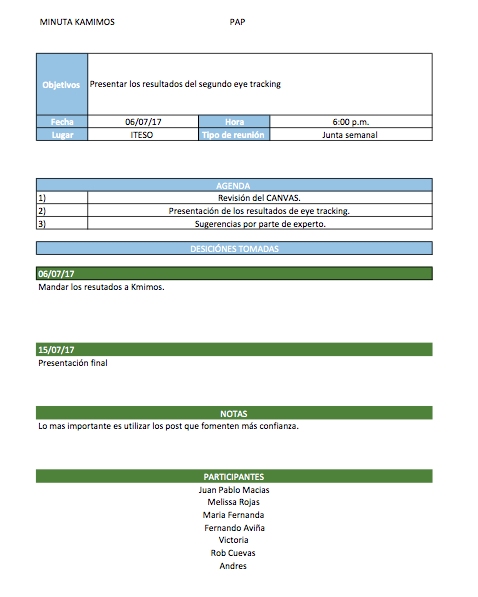 MINUTA KAMIMOS PAP
Objetivos Presentar los resultados del segundo eye tracking
Fecha 06/07/17 Hora 6:00 p.m.
Lugar ITESO Tipo de reunión Junta semanal
AGENDA
1) Revisión del CANVAS.
2) Presentación de los resultados de eye tracking.
3) Sugerencias por parte de experto.
DESICIÓNES TOMADAS
06/07/17
Mandar los resutados a Kmimos.
15/07/17
Presentación final
NOTAS
Lo mas importante es utilizar los post que fomenten más confianza.
PARTICIPANTES
Juan Pablo Macias
Melissa Rojas
Maria Fernanda
Fernando Aviña
Victoria
Rob Cuevas
Andres